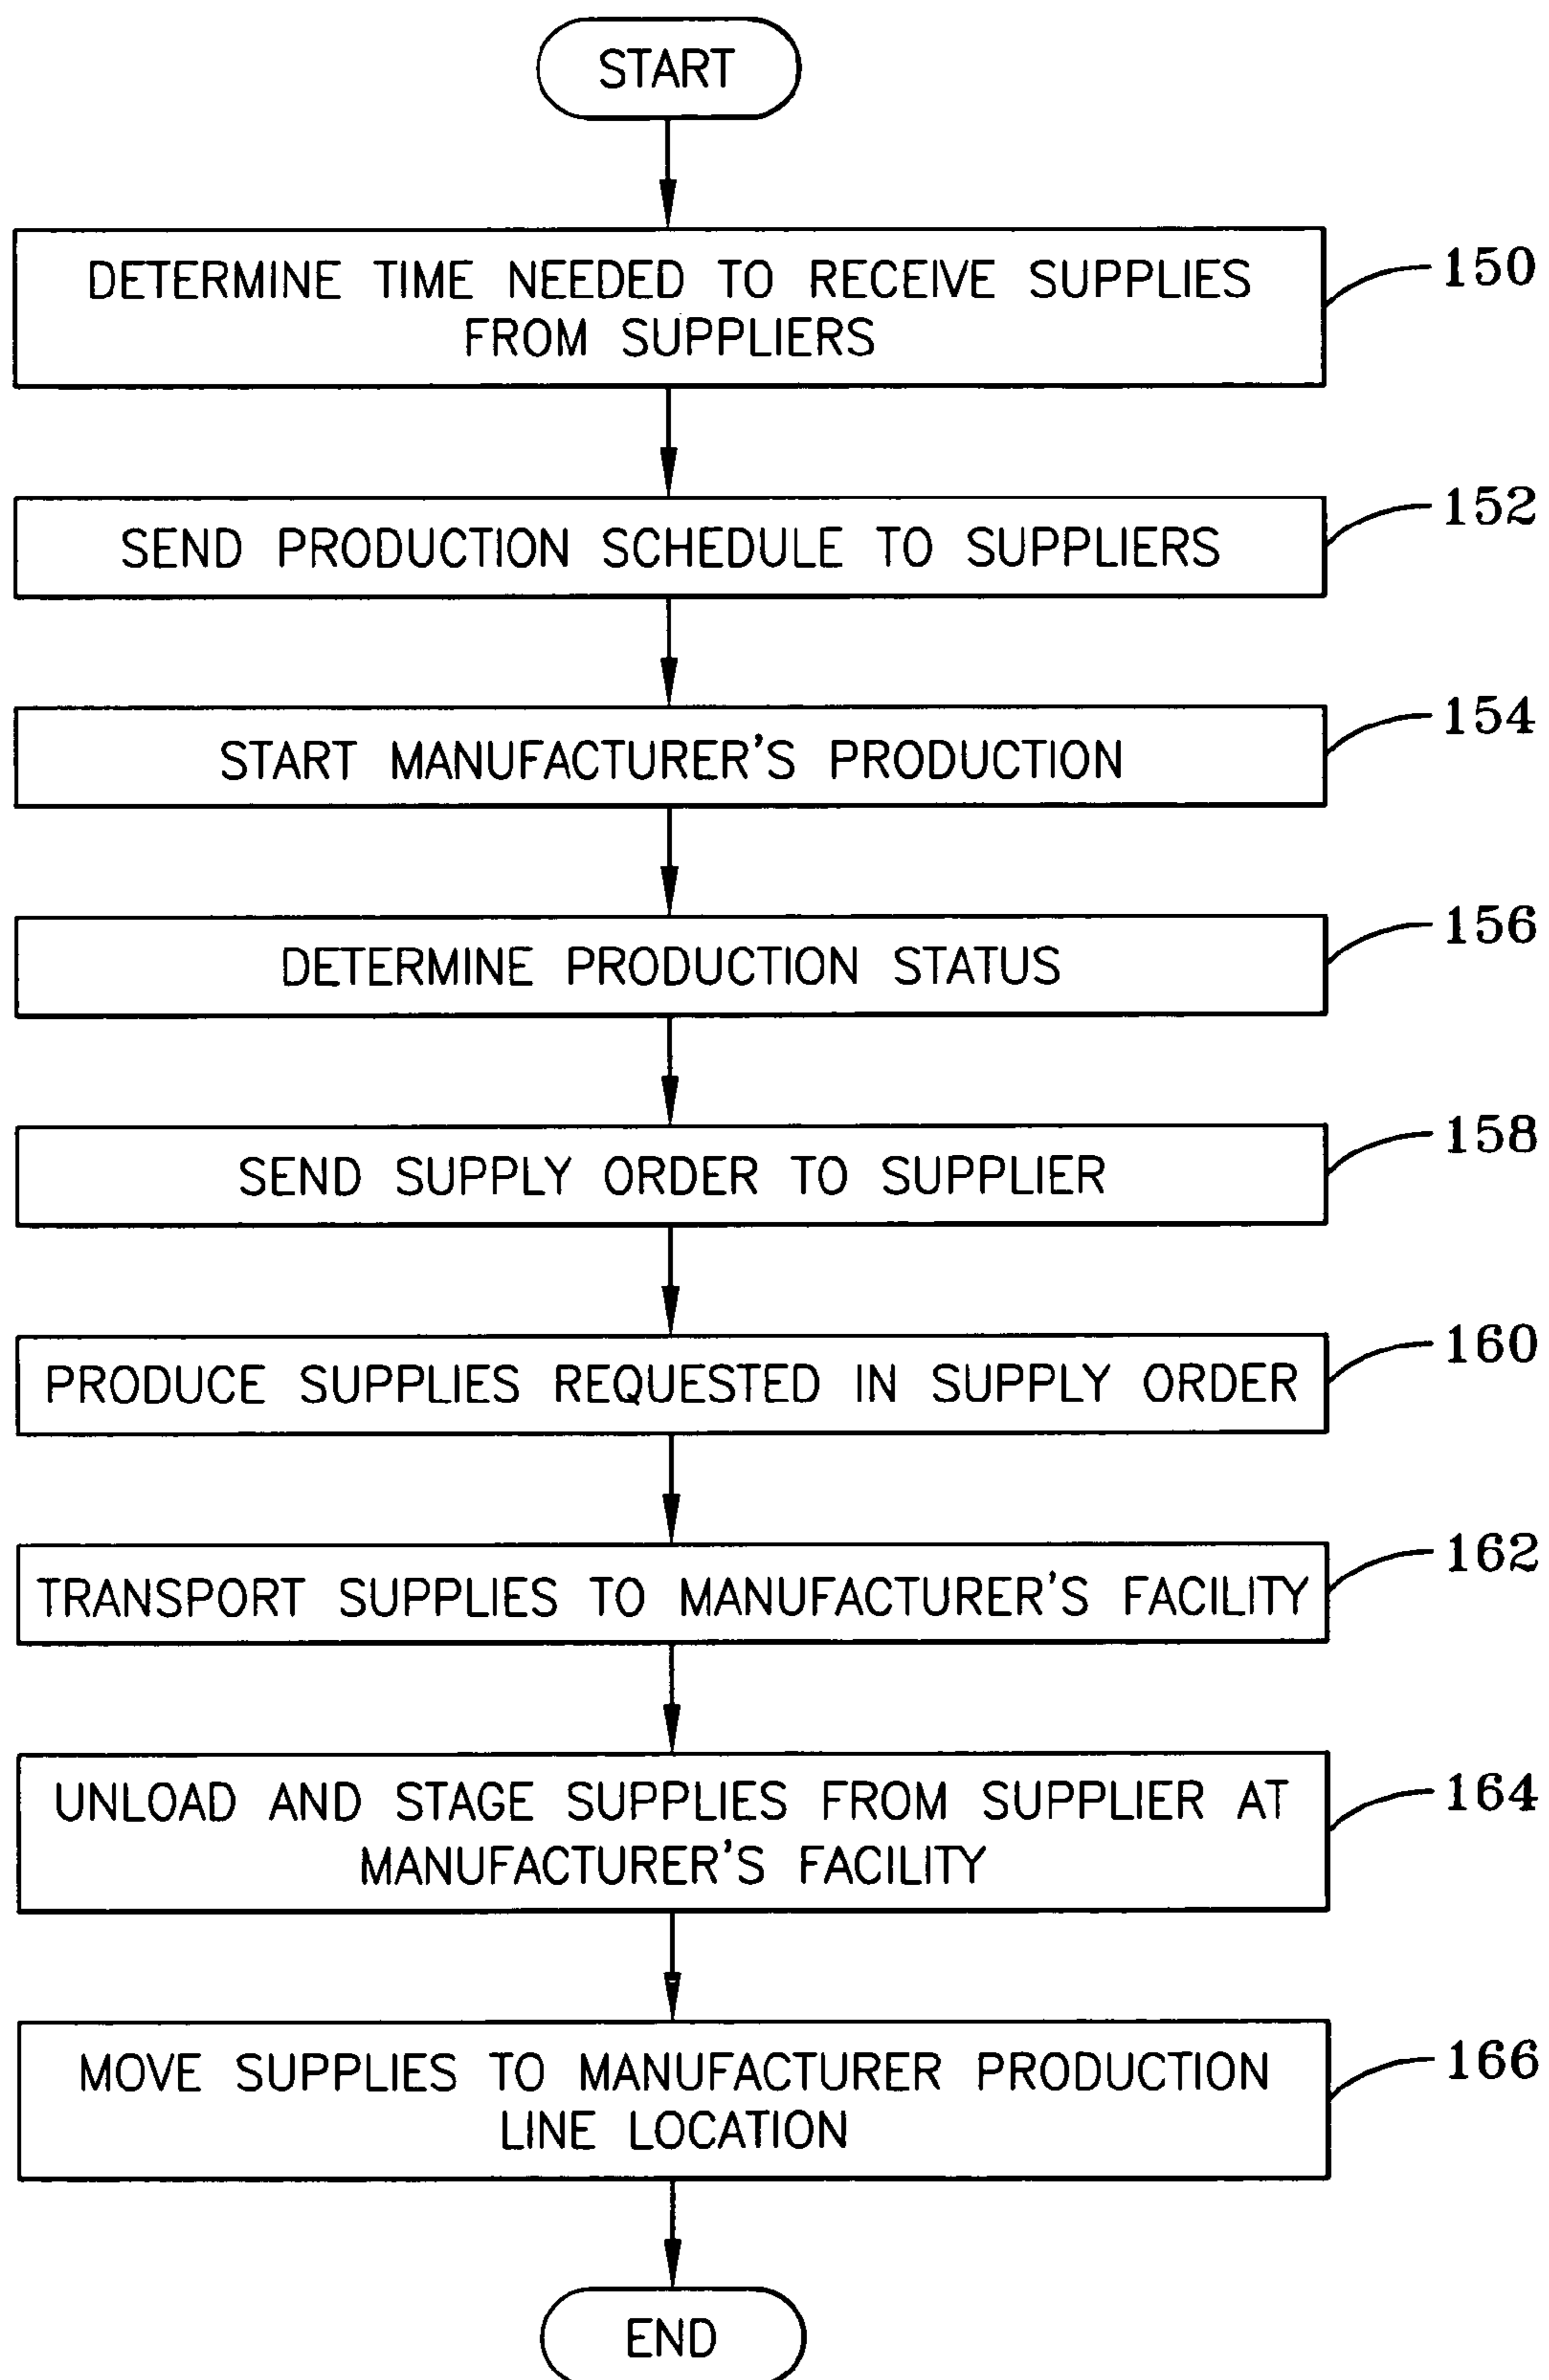 START
DETERMINE TIME NEEDED TO RECEIVE SUPPLIES
FROM SUPPLIERS
150
SEND PRODUCTION SCHEDULE TO SUPPLIERS
152
START MANUFACTURER'S PRODUCTION
154
DETERMINE PRODUCTION STATUS
156
SEND SUPPLY ORDER TO SUPPLIER
158
PRODUCE SUPPLIES REQUESTED IN SUPPLY ORDER
160
TRANSPORT SUPPLIES TO MANUFACTURER'S FACILITY
162
UNLOAD AND STAGE SUPPLIES FROM SUPPLIER AT
MANUFACTURER'S FACILITY
164
MOVE SUPPLIES TO MANUFACTURER PRODUCTION
LINE LOCATION
166
END